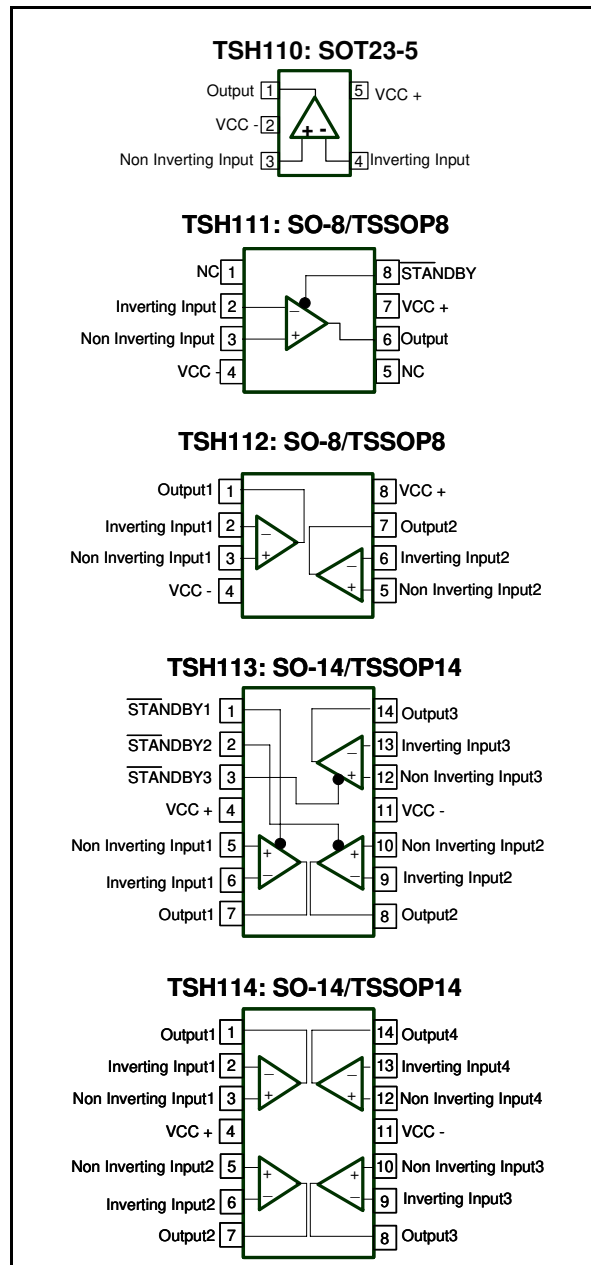 TSH110: SOT23-5
Output 1 5 VCC +
VCC - 2
+ -
Non Inverting Input 3 4 Inverting Input
TSH111: SO-8/TSSOP8
NC 1 8 STANDBY
Inverting Input 2 7 VCC +
Non Inverting Input 3 6 Output
VCC - 4 5 NC
TSH112: SO-8/TSSOP8
Output1 1 8 VCC +
Inverting Input1 2 7 Output2
Non Inverting Input1 3 6 Inverting Input2
VCC - 4 5 Non Inverting Input2
TSH113: SO-14/TSSOP14
STANDBY1 1 14 Output3
STANDBY2 2 13 Inverting Input3
STANDBY3 3 12 Non Inverting Input3
VCC + 4 11 VCC -
Non Inverting Input1 5 10 Non Inverting Input2
Inverting Input1 6 9 Inverting Input2
Output1 7 8 Output2
TSH114: SO-14/TSSOP14
Output1 1 14 Output4
Inverting Input1 2 13 Inverting Input4
Non Inverting Input1 3 12 Non Inverting Input4
VCC + 4 11 VCC -
Non Inverting Input2 5 10 Non Inverting Input3
Inverting Input2 6 9 Inverting Input3
Output2 7 8 Output3